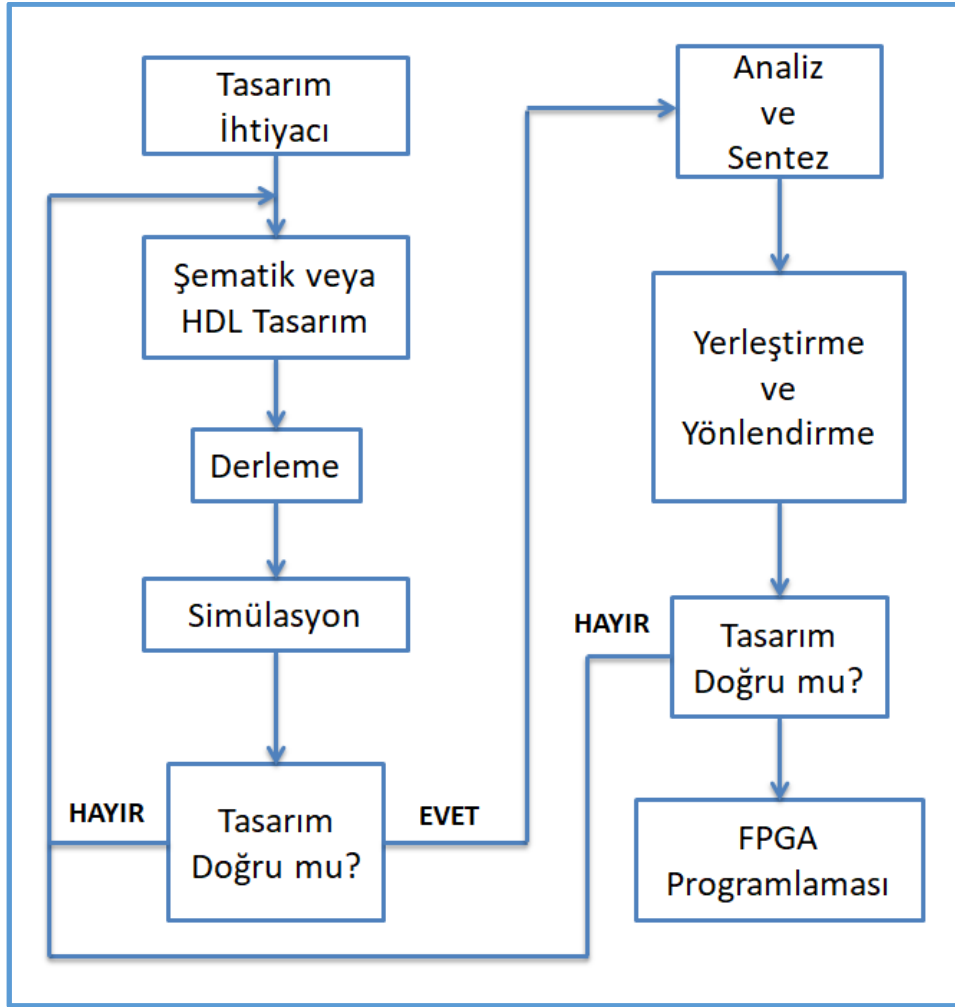 Tasarım
İhtiyacı
Şematik veya
HDL Tasarım
Derleme
Simülasyon
HAYIR
Tasarım
Doğru mu?
EVET
Analiz
ve
Sentez
Yerleştirme
ve
Yönlendirme
HAYIR
Tasarım
Doğru mu?
FPGA
Programlaması